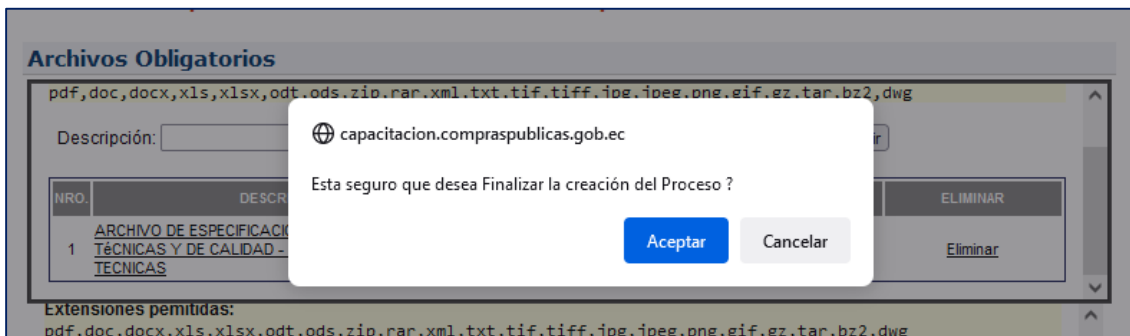 Archivos Obligatorios
pdf,doc,docx,xls,xlsx,odt,ods,zip,rar,xml,txt,tif,tiff,jpg,jpeg,png,gif,gz,tar,bz2,dwg
Descripción:
capacitacion.compraspublicas.gob.ec
Esta seguro que desea Finalizar la creación del Proceso ?
Aceptar Cancelar
NRO. DESCR ELIMINAR
1 ARCHIVO DE ESPECIFICACIO
TéCNICAS Y DE CALIDAD -
TECNICAS
Eliminar
Extensiones pemitidas:
pdf,doc,docx,xls,xlsx,odt,ods,zip,rar,xml,txt,tif,tiff,jpg,jpeg,png,gif,gz,tar,bz2,dwg